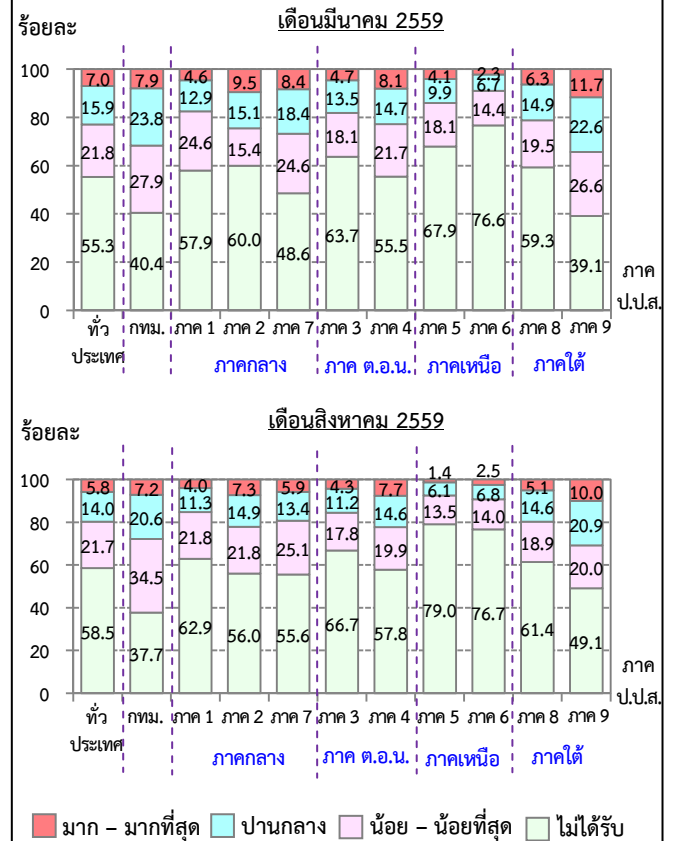 เดือนมีนาคม 2559
ร้อยละ
100
80
60
40
20
0
7.0 7.9 4.6 9.5 8.4 4.7 8.1 4.1 2.3 6.3 11.7
15.9 23.8 12.9 15.1 18.4 13.5 14.7 9.9 6.7 14.9 22.6
21.8 27.9 24.6 15.4 24.6 18.1 21.7 18.1 14.4 19.5 26.6
55.3 40.4 57.9 60.0 48.6 63.7 55.5 67.9 76.6 59.3 39.1
ภาค
ป.ป.ส.
ทั่ว กทม. ภาค 1 ภาค 2 ภาค 7 ภาค 3 ภาค 4 ภาค 5 ภาค 6 ภาค 8 ภาค 9
ประเทศ
ภาคกลาง ภาค ต.อ.น. ภาคเหนือ ภาคใต้
เดือนสิงหาคม 2559
ร้อยละ
100
80
60
40
20
0
5.8 7.2 4.0 7.3 5.9 4.3 7.7 1.4 2.5 5.1 10.0
14.0 20.6 11.3 14.9 13.4 11.2 14.6 6.1 6.8 14.6 20.9
21.7 34.5 21.8 21.8 25.1 17.8 19.9 13.5 14.0 18.9 20.0
58.5 37.7 62.9 56.0 55.6 66.7 57.8 79.0 76.7 61.4 49.1
ภาค
ป.ป.ส.
ทั่ว กทม. ภาค 1 ภาค 2 ภาค 7 ภาค 3 ภาค 4 ภาค 5 ภาค 6 ภาค 8 ภาค 9
ประเทศ
ภาคกลาง ภาค ต.อ.น. ภาคเหนือ ภาคใต้
มาก – มากที่สุด ปานกลาง น้อย – น้อยที่สุด ไม่ได้รับ